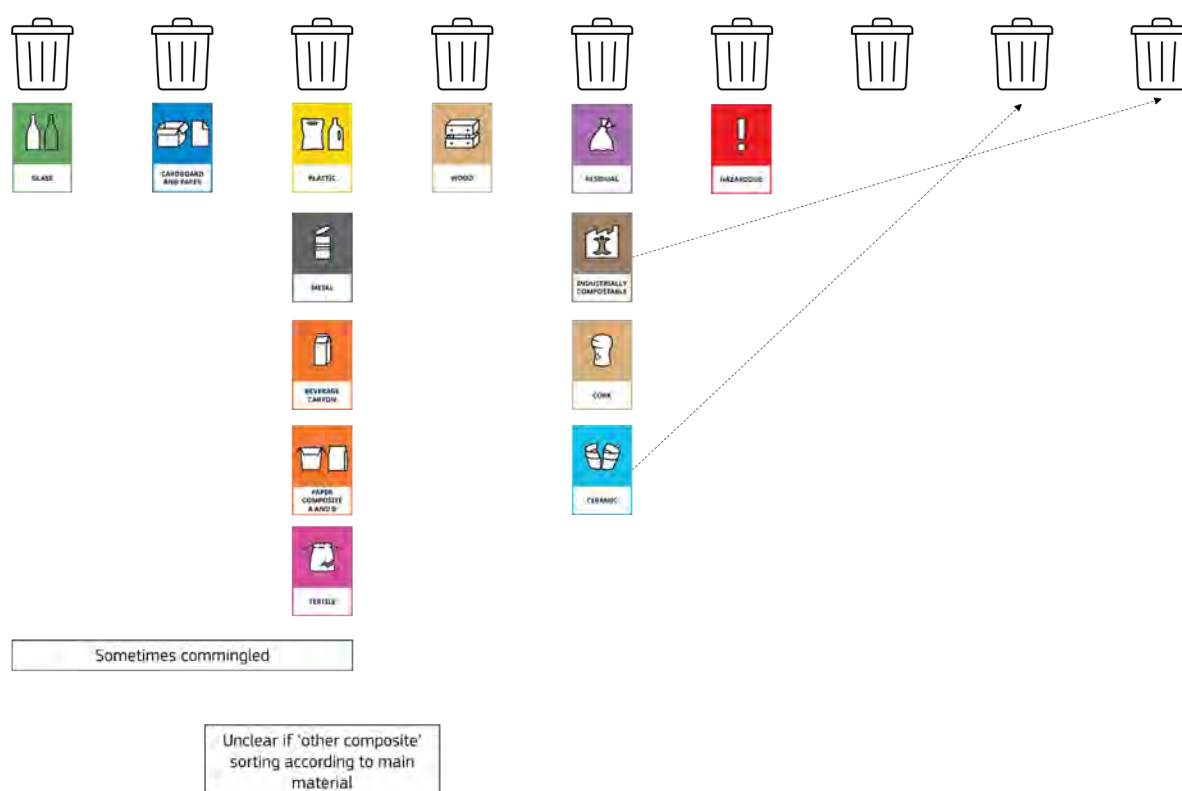 GLASS
CARDBOARD
AND PAPER
PLASTIC
WOOD
RESIDUAL
HAZARDOUS
METAL
INDUSTRIALLY
COMPOSTABLE
BEVERAGE
CARTON
CORK
PAPER
COMPOSITE
A AND B
CERAMIC
TEXTILE
Sometimes commingled
Unclear if 'other composite'
sorting according to main
material